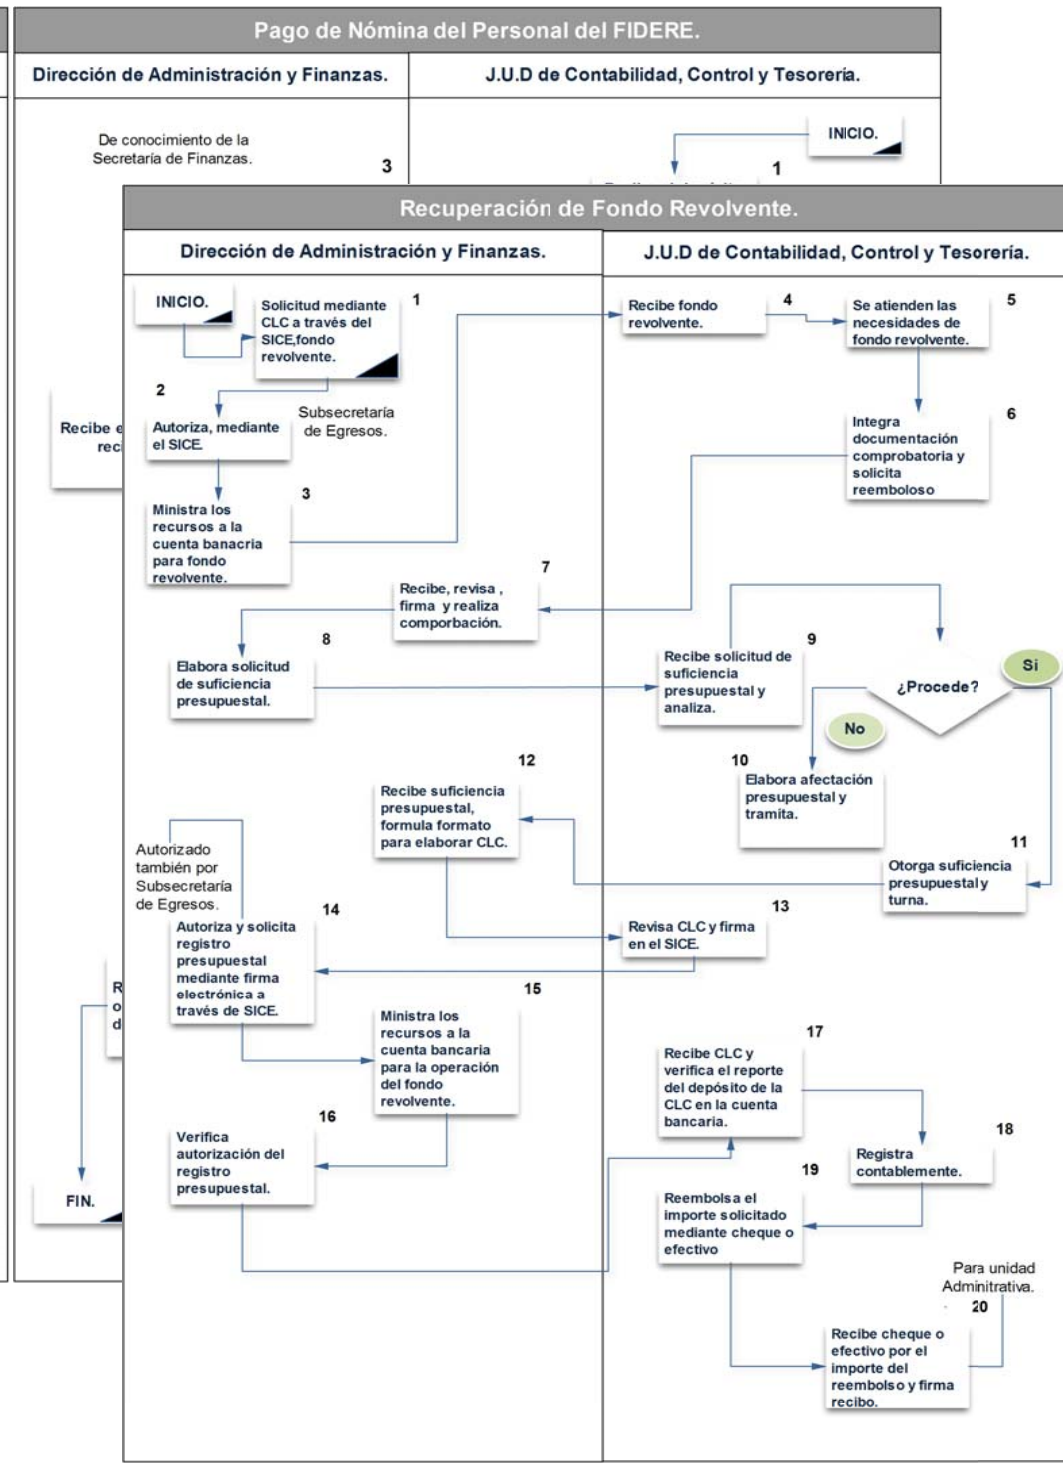 Pago de Nómina del Personal del FIDERE.
Dirección de Administración y Finanzas.
J.U.D de Contabilidad, Control y Tesorería.
De conocimiento de la
Secretaría de Finanzas.
3
INICIO.
1
Recibe
FIN.
Recuperación de Fondo Revolvente.
Dirección de Administración y Finanzas.
J.U.D de Contabilidad, Control y Tesorería.
INICIO.
1
Solicitud mediante
CLC a través del
SICE,fondo
revolvente.
2
Autoriza, mediante
el SICE.
Subsecretaría
de Egresos.
3
Ministra los
recursos a la
cuenta banacria
para fondo
revolvente.
4
Recibe fondo
revolvente.
5
Se atienden las
necesidades de
fondo revolvente.
6
Integra
documentación
comprobatoria y
solicita
reemboloso
7
Recibe, revisa ,
firma y realiza
comporbación.
8
Elabora solicitud
de suficiencia
presupuestal.
9
Recibe solicitud de
suficiencia
presupuestal y
analiza.
¿Procede?
Si
No
10
Elabora afectación
presupuestal y
tramita.
11
Otorga suficiencia
presupuestal y
turna.
12
Recibe suficiencia
presupuestal,
formula formato
para elaborar CLC.
13
Revisa CLC y firma
en el SICE.
Autorizado
también por
Subsecretaría
de Egresos.
14
Autoriza y solicita
registro
presupuestal
mediante firma
electrónica a
través de SICE.
15
Ministra los
recursos a la
cuenta bancaria
para la operación
del fondo
revolvente.
16
Verifica
autorización del
registro
presupuestal.
17
Recibe CLC y
verifica el reporte
del depósito de la
CLC en la cuenta
bancaria.
18
Registra
contablemente.
19
Reembolsa el
importe solicitado
mediante cheque o
efectivo
Para unidad
Adminitrativa.
20
Recibe cheque o
efectivo por el
importe del
reembolso y firma
recibo.